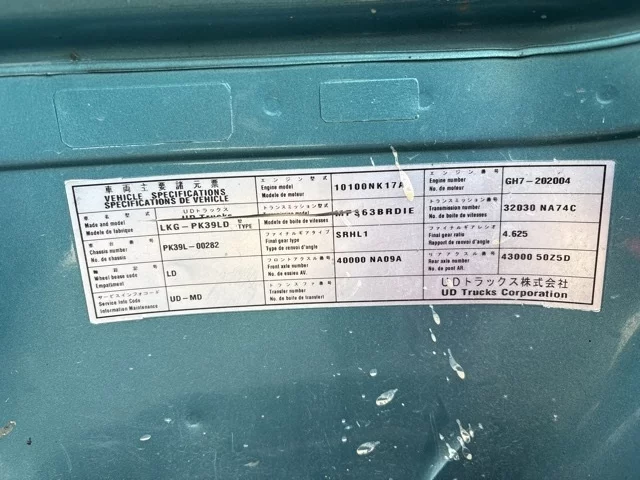 車両主要諸元票
VEHICLE SPECIFICATIONS
SPECIFICATIONS DE VEHICLE
車名型式
Made and model
Modele de fabrique
UDトラックス
UD Trucks
LKG-PK39LD
型式
TYPE
車台番号
Chassis number
No. de chassis
PK39L-00282
軸距記号
Wheel base code
Empattement
LD
サービスインフォコード
Service Info Code
Information Maintenance
UD-MD
エンジン型式
Engine model
Modele de moteur
10100NK17A
トランスミッション型式
Transmission model
Modele de boite de vitesses
MPS63BRDIE
ファイナルギアタイプ
Final gear type
Type de renvoi d'angle
SRHL1
フロントアクスル番号
Front axle number
No. de essieu AV.
40000 NA09A
トランスファ番号
Transfer number
No. de boite de transfert
エンジン番号
Engine number
No. de moteur
GH7-202004
トランスミッション番号
Transmission number
No. de boite de vitesses
32030 NA74C
ファイナルギアレシオ
Final gear ratio
Rapport de renvoi d'angle
4.625
リアアクスル番号
Rear axle number
No. de pont AR.
43000 50Z5D
UDトラックス株式会社
UD Trucks Corporation